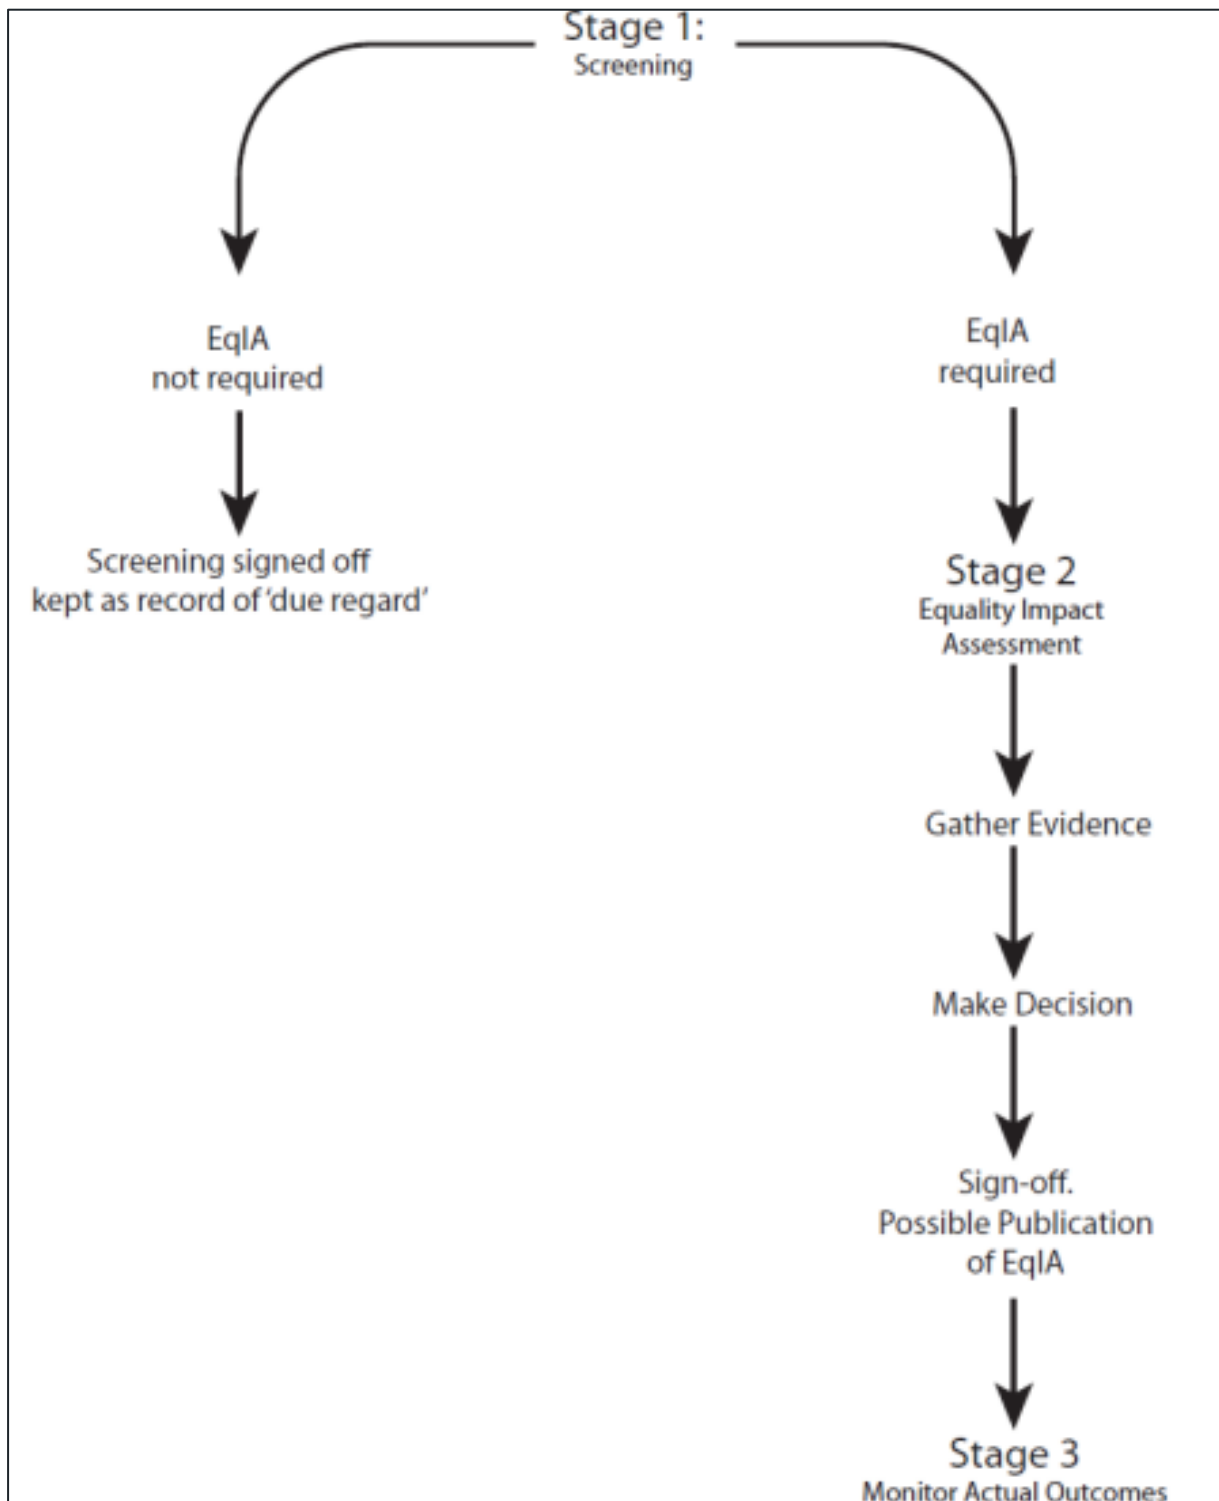 Stage 1:
Screening
EqIA
not required
Screening signed off
kept as record of ‘due regard’
EqIA
required
Stage 2
Equality Impact
Assessment
Gather Evidence
Make Decision
Sign-off.
Possible Publication
of EqIA
Stage 3
Monitor Actual Outcomes